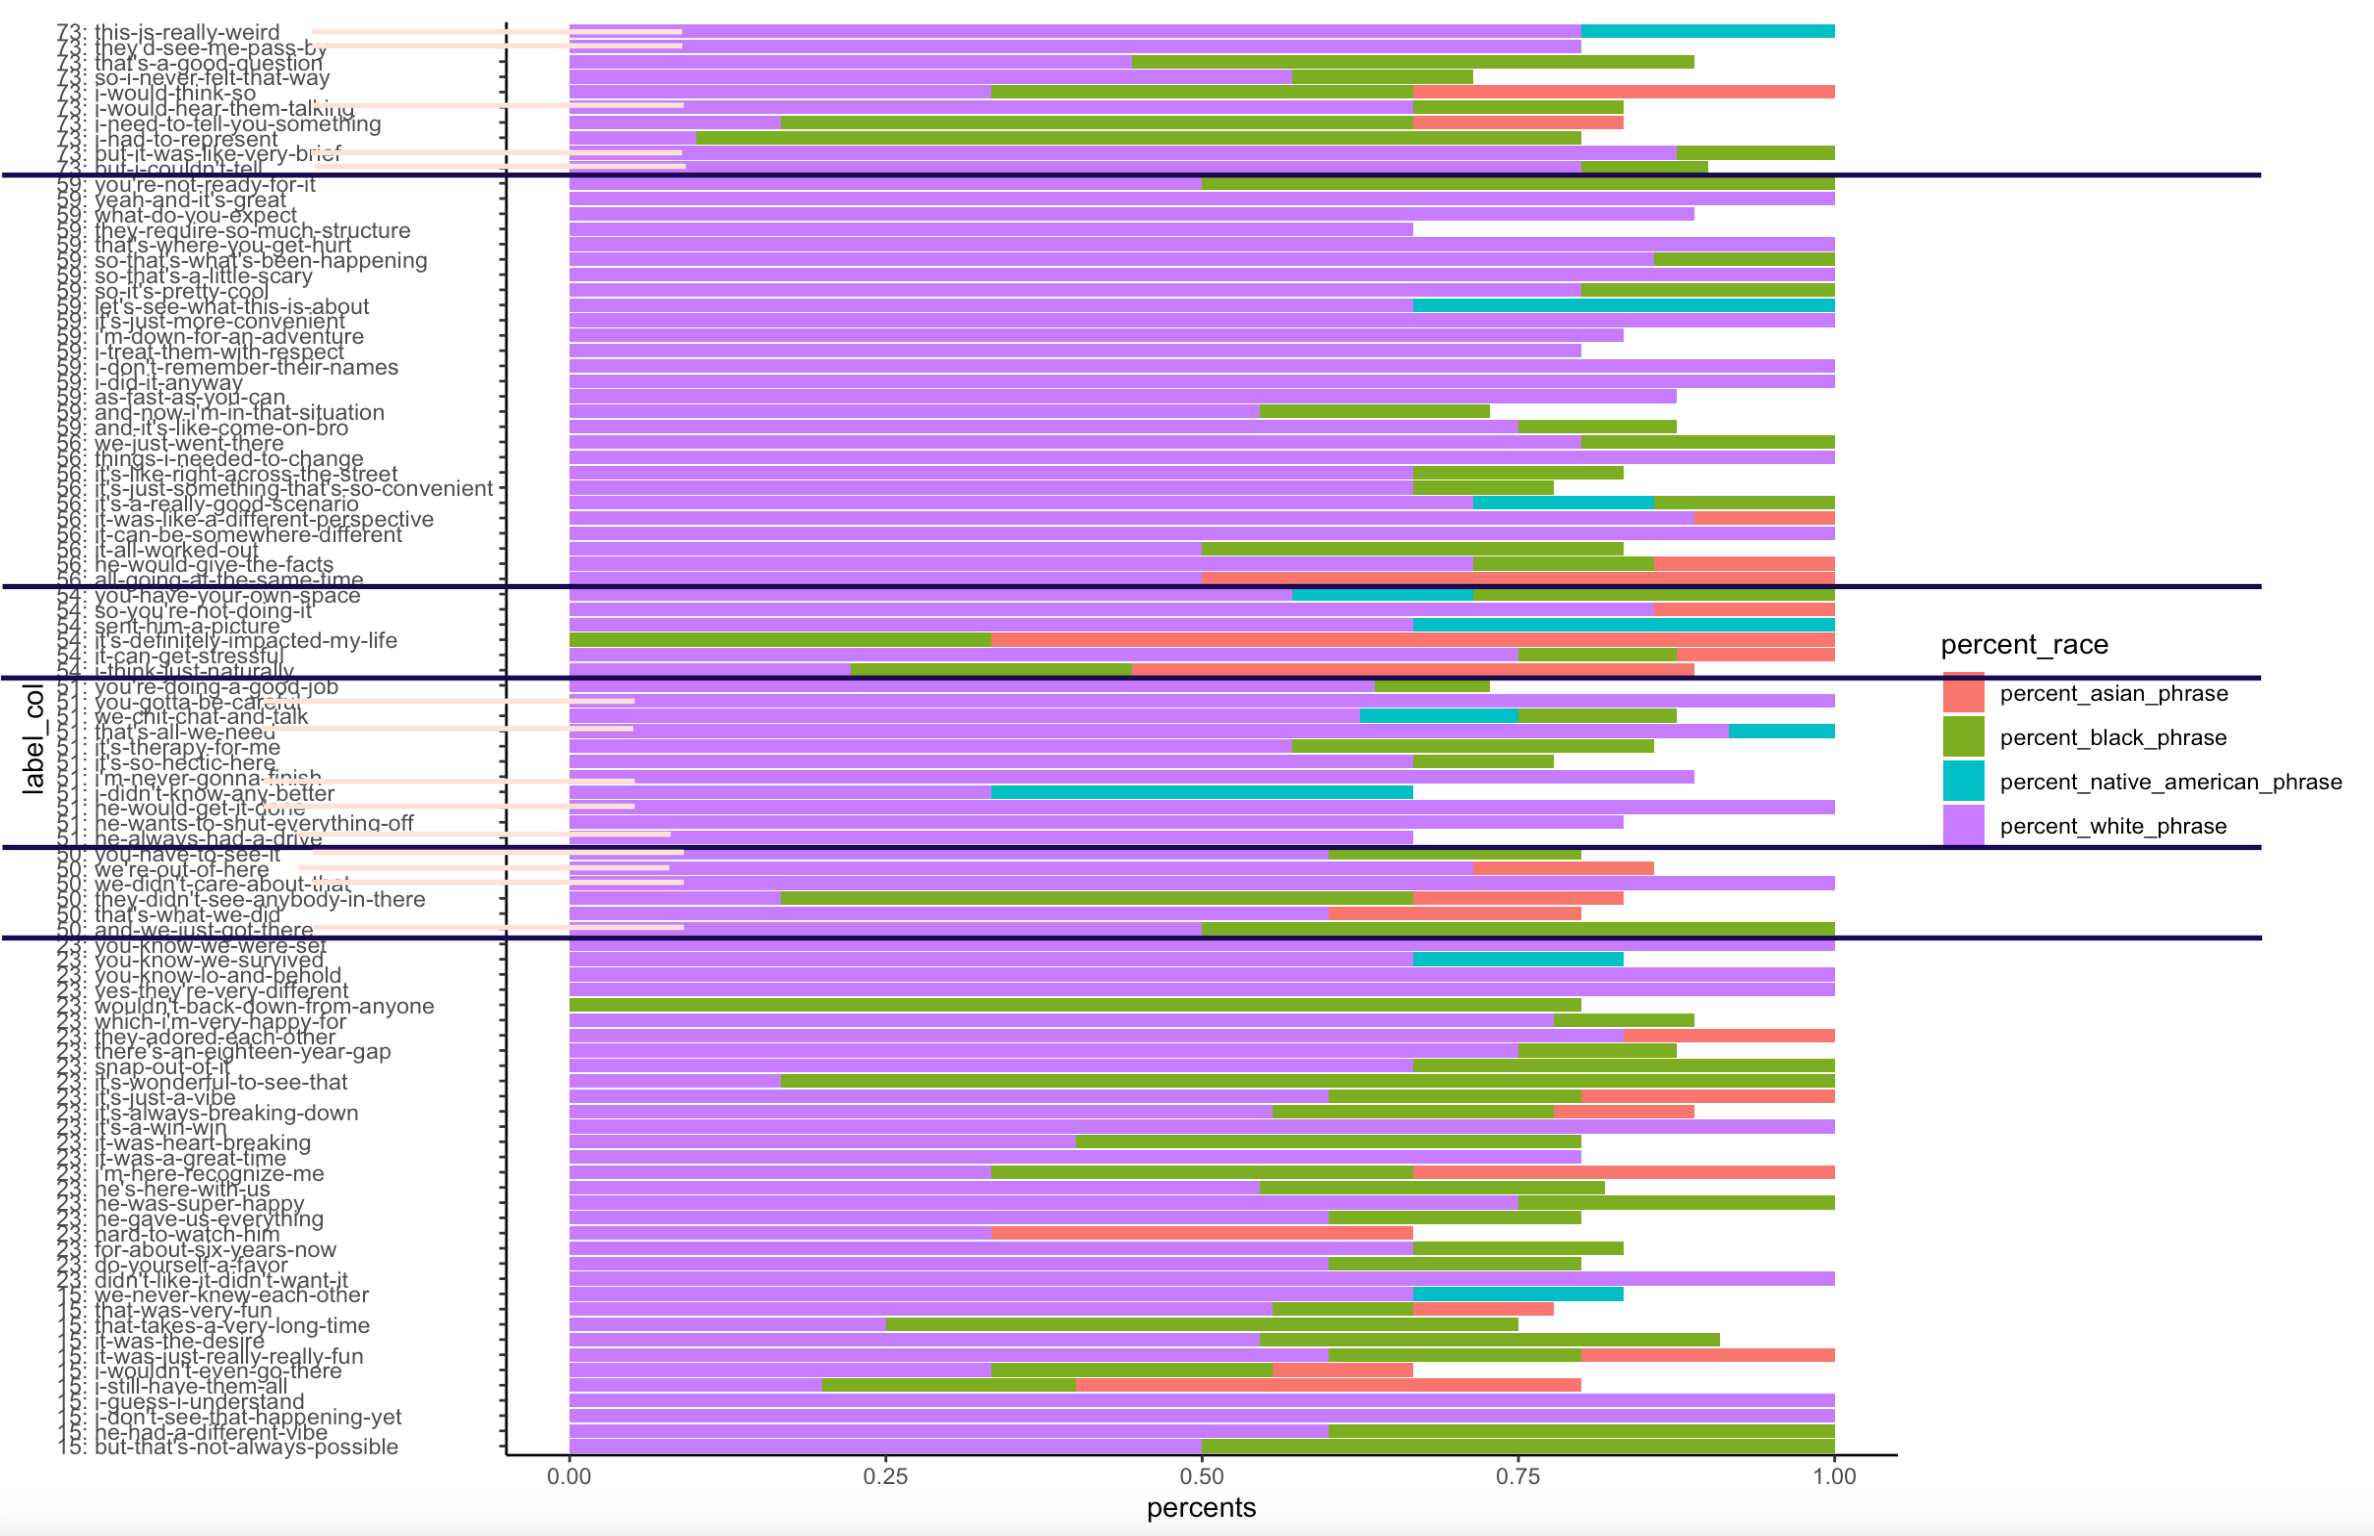 73: this-is-really-weird
73: they'd-see-me-pass-by
73: that's-a-good-question
73: so-i-never-felt-that-way
73: i-would-think-so
73: i-would-hear-them-talking
73: i-need-to-tell-you-something
73: i-had-to-represent
73: but-it-was-like-very-brief
73: but-i-couldn't-tell
59: you're-not-ready-for-it
59: yeah-and-it's-great
59: what-do-you-expect
59: they-require-so-much-structure
59: that's-where-you-get-hurt
59: so-that's-what's-been-happening
59: so-that's-a-little-scary
59: so-it's-pretty-cool
59: let's-see-what-this-is-about
59: it's-just-more-convenient
59: i'm-down-for-an-adventure
59: i-treat-them-with-respect
59: i-don't-remember-their-names
59: i-did-it-anyway
59: as-fast-as-you-can
59: and-now-i'm-in-that-situation
59: and-it's-like-come-on-bro
56: we-just-went-there
56: things-i-needed-to-change
56: it's-like-right-across-the-street
56: it's-just-something-that's-so-convenient
56: it's-a-really-good-scenario
56: it-was-like-a-different-perspective
56: it-can-be-somewhere-different
56: it-all-worked-out
56: he-would-give-the-facts
56: all-going-at-the-same-time
54: you-have-your-own-space
54: so-you're-not-doing-it
54: sent-him-a-picture
54: it's-definitely-impacted-my-life
54: it-can-get-stressful
54: i-think-just-naturally
51: you're-doing-a-good-job
51: you-gotta-be-careful
51: we-chit-chat-and-talk
51: that's-all-we-need
51: it's-therapy-for-me
51: it's-so-hectic-here
51: i'm-never-gonna-finish
51: i-didn't-know-any-better
51: he-would-get-it-done
51: he-wants-to-shut-everything-off
51: he-always-had-a-drive
50: you-have-to-see-it
50: we're-out-of-here
50: we-didn't-care-about-that
50: they-didn't-see-anybody-in-there
50: that's-what-we-did
50: and-we-just-got-there
23: you-know-we-were-set
23: you-know-we-survived
23: you-know-lo-and-behold
23: yes-they're-very-different
23: wouldn't-back-down-from-anyone
23: which-i'm-very-happy-for
23: they-adored-each-other
23: there's-an-eighteen-year-gap
23: snap-out-of-it
23: it's-wonderful-to-see-that
23: it's-just-a-vibe
23: it's-always-breaking-down
23: it's-a-win-win
23: it-was-heart-breaking
23: it-was-a-great-time
23: i'm-here-recognize-me
23: he's-here-with-us
23: he-was-super-happy
23: he-gave-us-everything
23: hard-to-watch-him
23: for-about-six-years-now
23: do-yourself-a-favor
23: didn't-like-it-didn't-want-it
15: we-never-knew-each-other
15: that-was-very-fun
15: that-takes-a-very-long-time
15: it-was-the-desire
15: it-was-just-really-really-fun
15: i-wouldn't-even-go-there
15: i-still-have-them-all
15: i-guess-i-understand
15: i-don't-see-that-happening-yet
15: he-had-a-different-vibe
15: but-that's-not-always-possible
label_col
0.00 0.25 0.50 0.75 1.00
percents
percent_race
percent_asian_phrase
percent_black_phrase
percent_native_american_phrase
percent_white_phrase